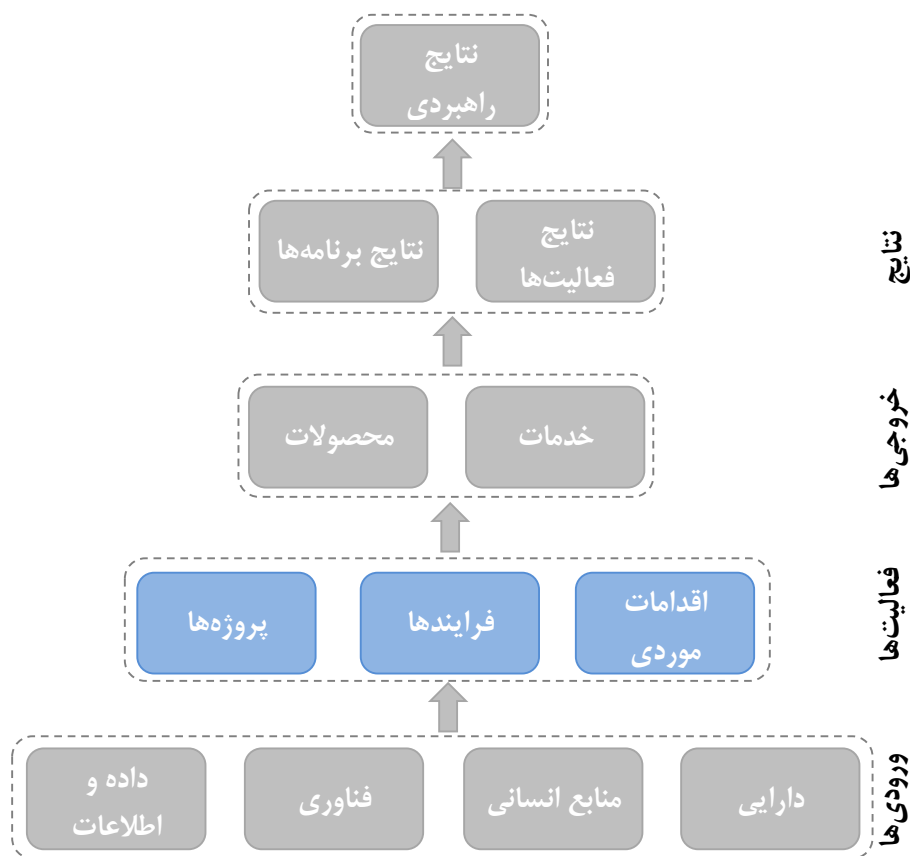 نتایج
راهبردی
نتایج
نتایج
فعالیت‌ها
نتایج برنامه‌ها
خروجی‌ها
خدمات
محصولات
فعالیت‌ها
اقدامات
موردی
فرایندها
پروژه‌ها
ورودی‌ها
دارایی
منابع انسانی
فناوری
داده و
اطلاعات